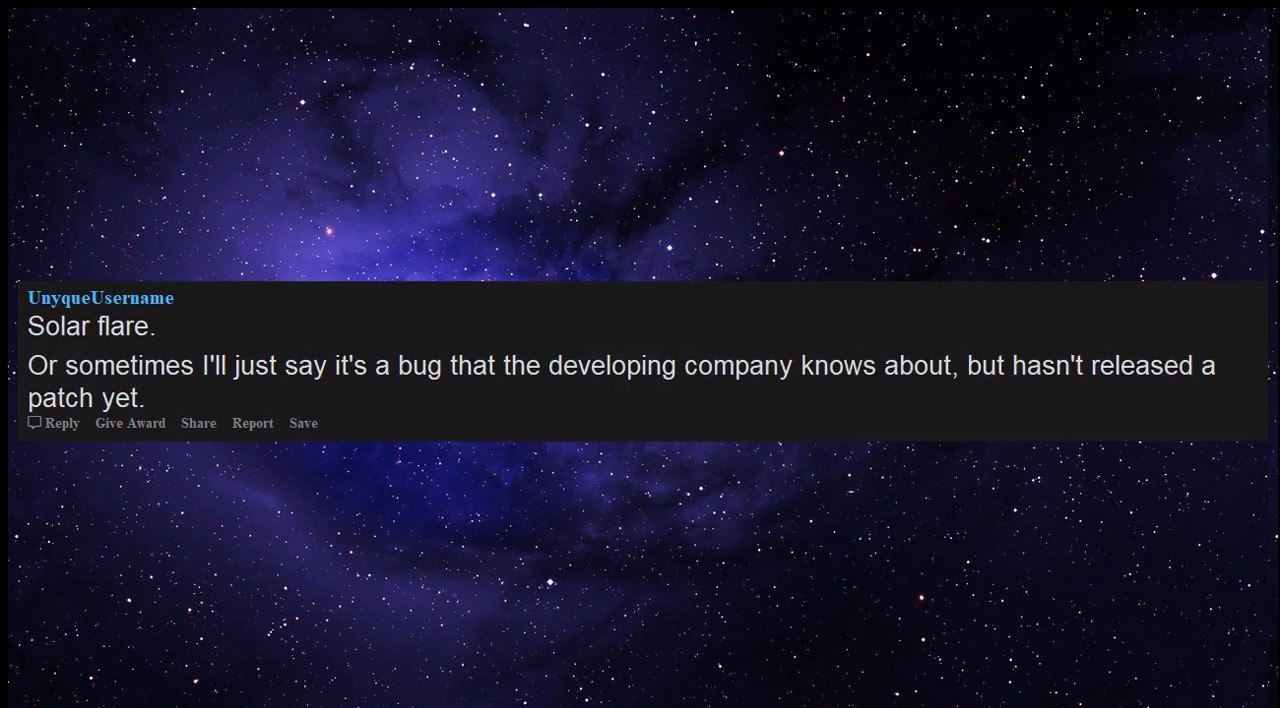 UnyqueUsername
Solar flare.
Or sometimes I'll just say it's a bug that the developing company knows about, but hasn't released a
patch yet.
Reply Give Award Share Report Save